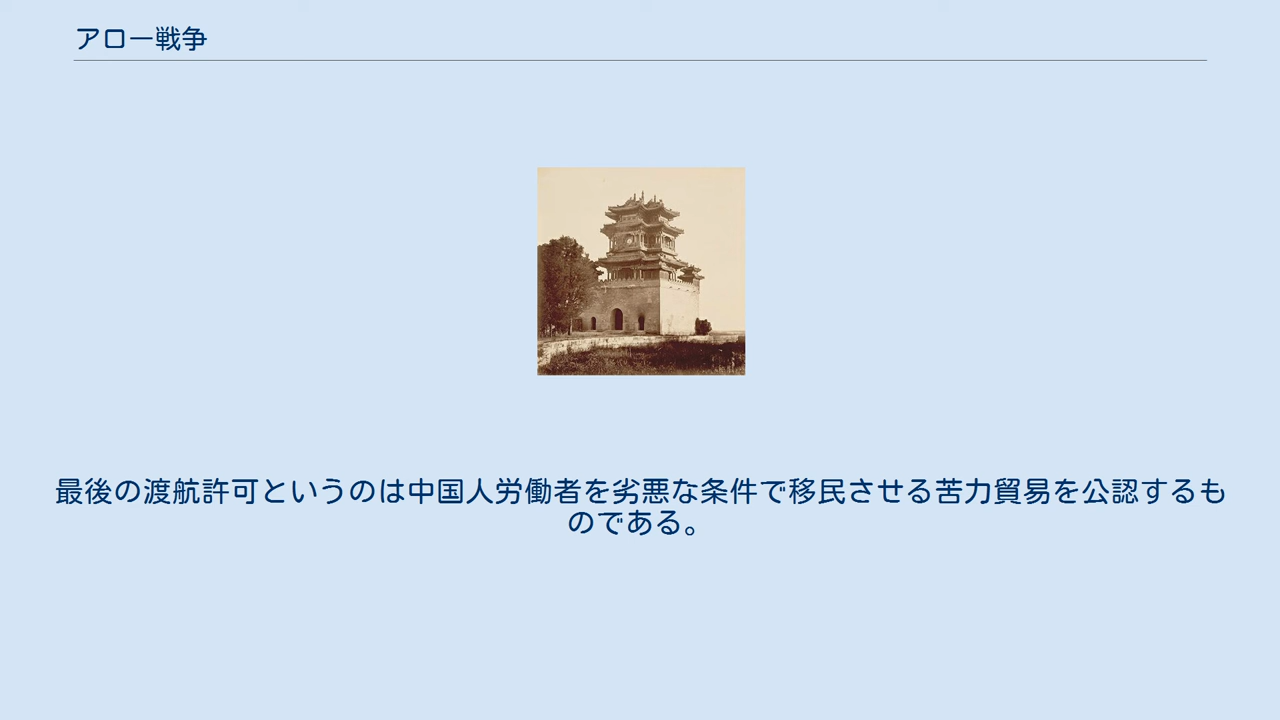 アロー戦争
最後の渡航許可というのは中国人労働者を劣悪な条件で移民させる苦力貿易を公認するも
のである。